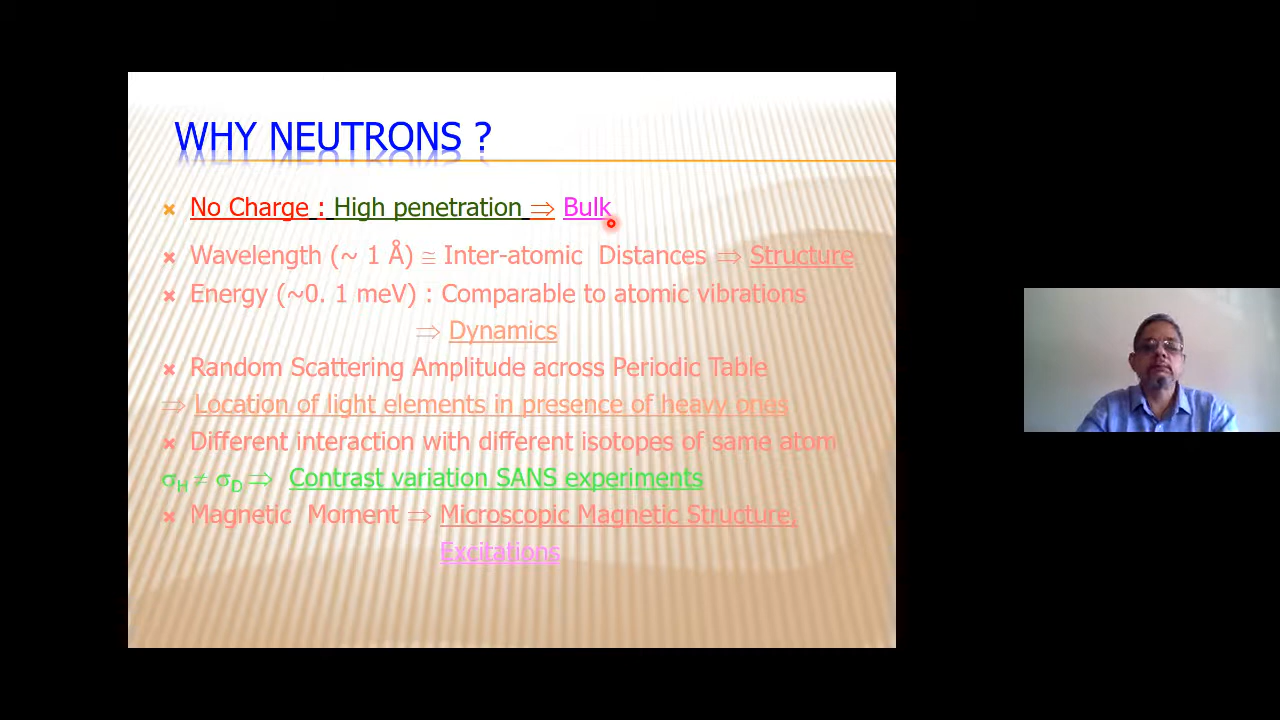 WHY NEUTRONS ?
No Charge : High penetration ⇒ Bulk
Wavelength (~ 1 Å) ≅ Inter-atomic Distances ⇒ Structure
Energy (~0. 1 meV) : Comparable to atomic vibrations
⇒ Dynamics
Random Scattering Amplitude across Periodic Table
⇒ Location of light elements in presence of heavy ones
Different interaction with different isotopes of same atom
σH ≠ σD ⇒ Contrast variation SANS experiments
Magnetic Moment ⇒ Microscopic Magnetic Structure,
Excitations